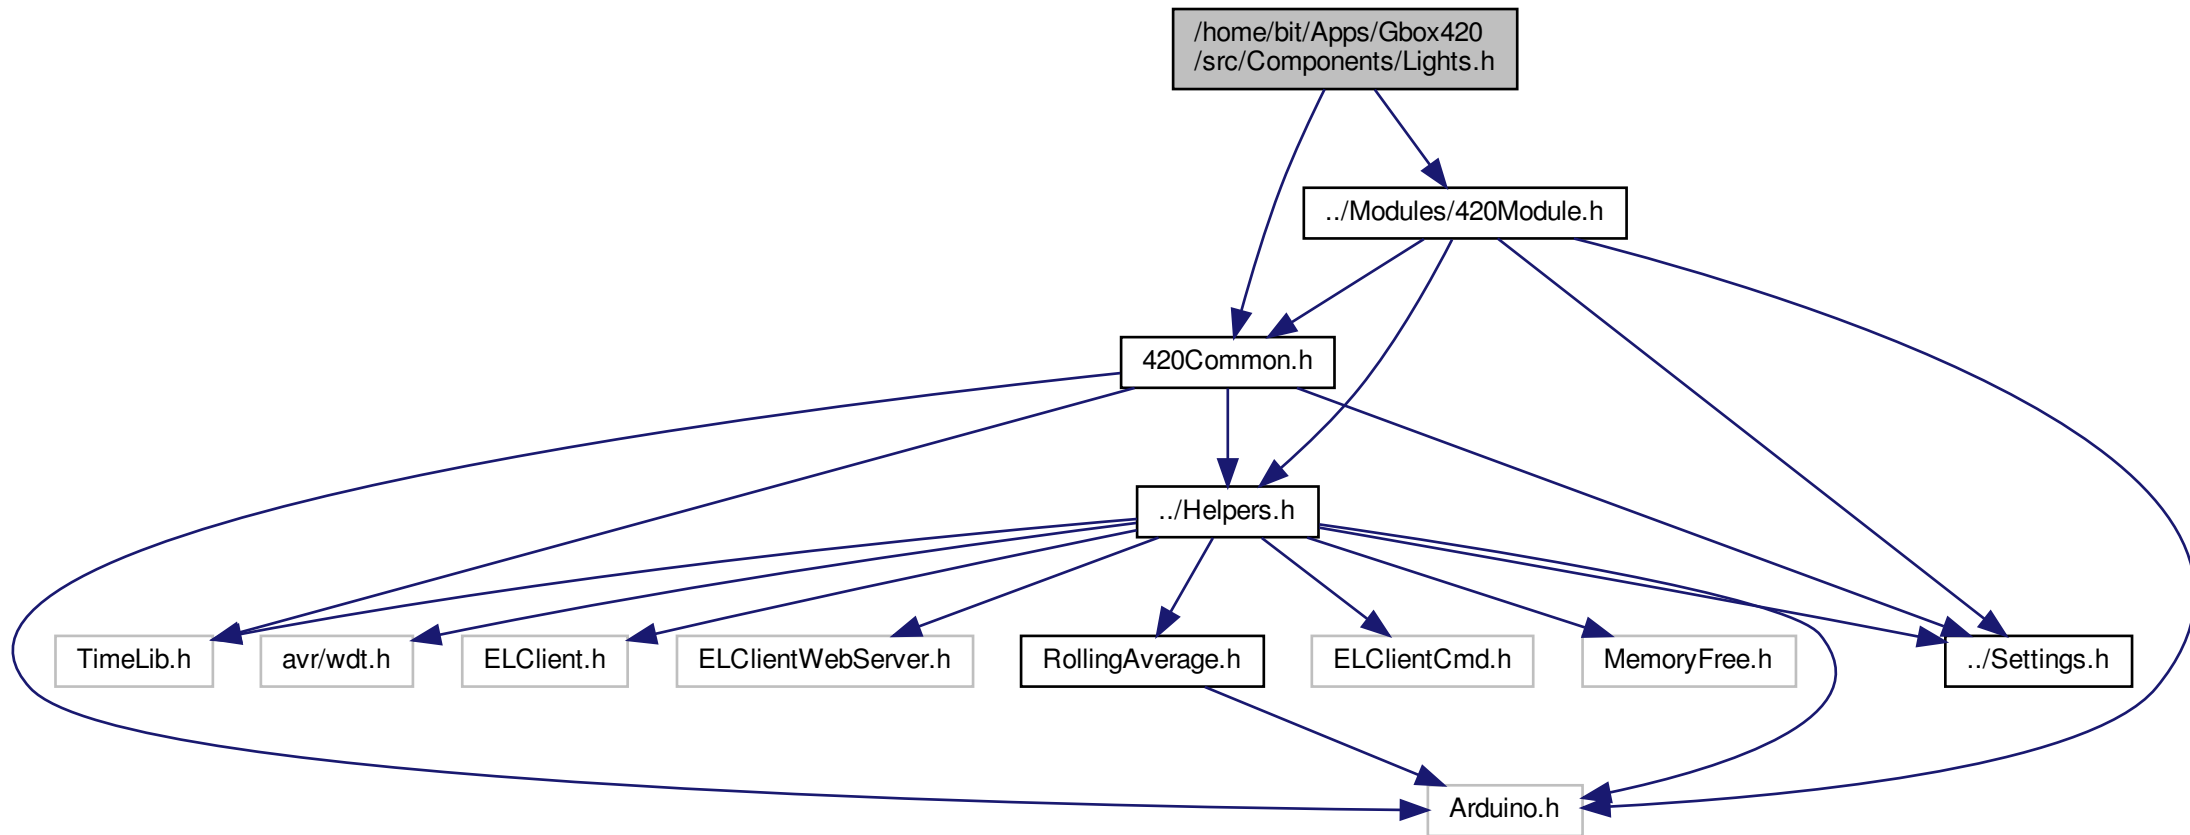 /home/bit/Apps/Gbox420
/src/Components/Lights.h
../Modules/420Module.h
420Common.h
../Helpers.h
TimeLib.h
avr/wdt.h
ELClient.h
ELClientWebServer.h
RollingAverage.h
ELClientCmd.h
MemoryFree.h
../Settings.h
Arduino.h